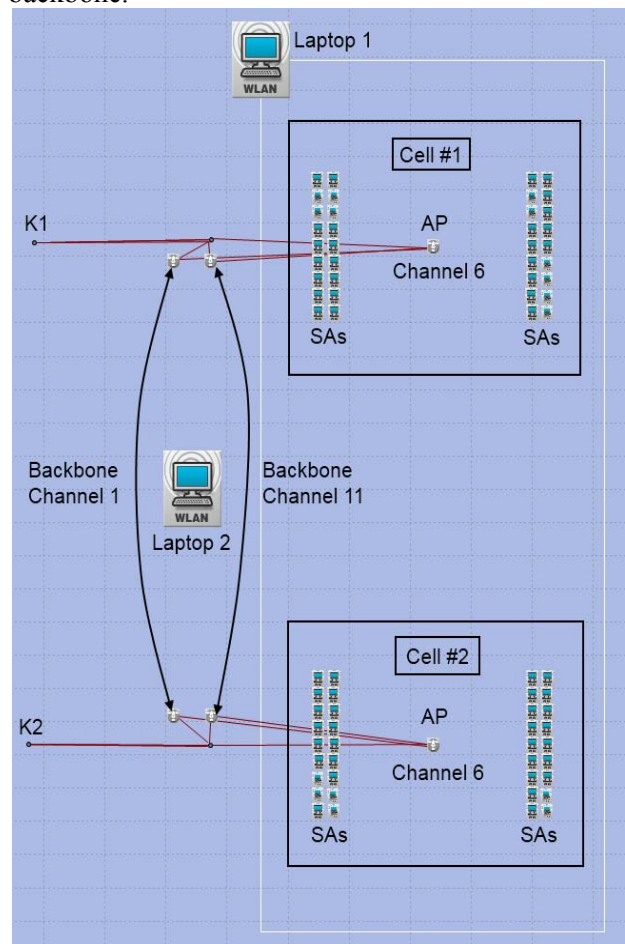 backbone.
Laptop 1
WLAN
Cell #1
K1
AP
Channel 6
SAs
SAs
Backbone
Channel 1
Backbone
Channel 11
WLAN
Laptop 2
Cell #2
K2
AP
Channel 6
SAs
SAs